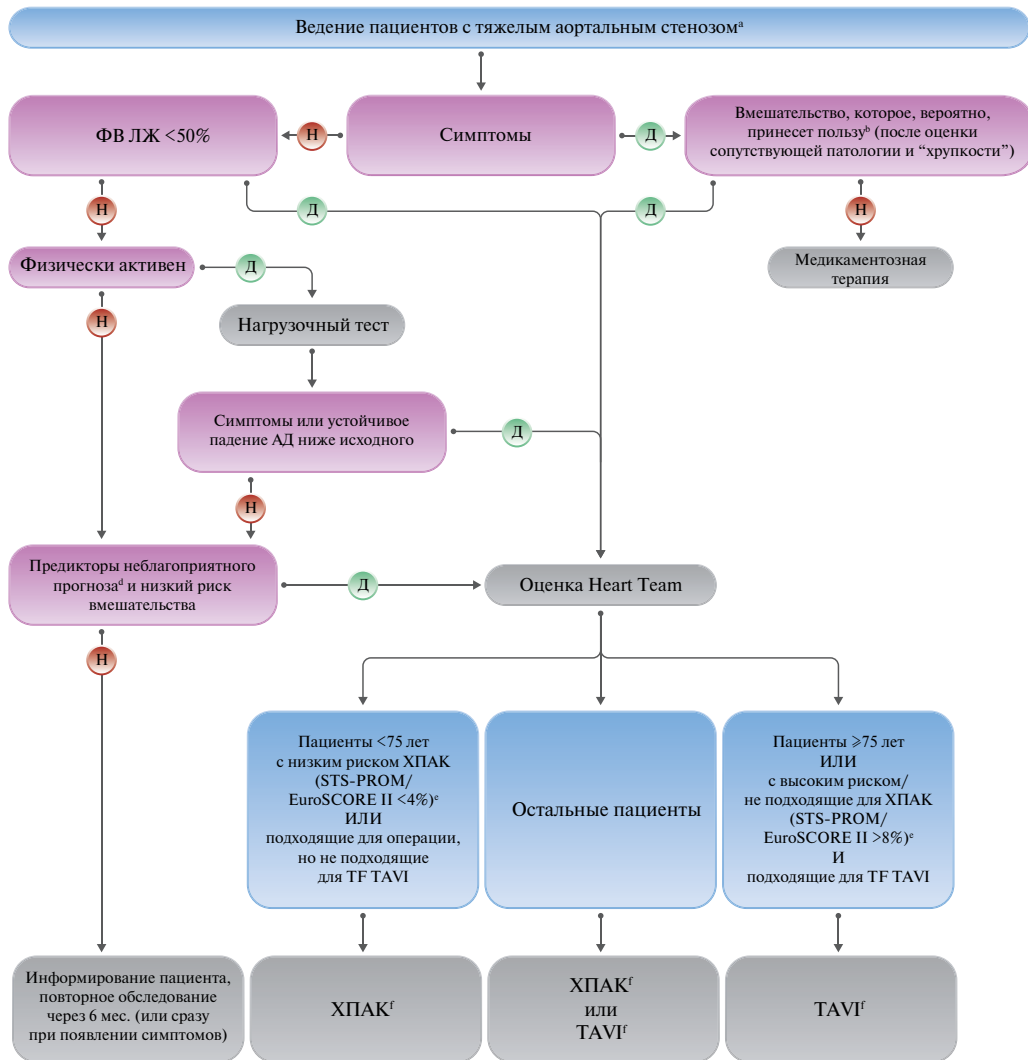 Ведение пациентов с тяжелым аортальным стенозомᵃ
ФВ ЛЖ <50%
Н
Симптомы
Д
Вмешательство, которое, вероятно,
принесет пользуᵇ (после оценки
сопутствующей патологии и “хрупкости”)
Н
Д
Д
Н
Физически активен
Д
Медикаментозная
терапия
Н
Нагрузочный тест
Симптомы или устойчивое
падение АД ниже исходного
Д
Н
Предикторы неблагоприятного
прогнозаᵈ и низкий риск
вмешательства
Д
Оценка Heart Team
Н
Пациенты <75 лет
с низким риском ХПАК
(STS-PROM/
EuroSCORE II <4%)ᵉ
ИЛИ
подходящие для операции,
но не подходящие
для TF TAVI
Остальные пациенты
Пациенты ⩾75 лет
ИЛИ
с высоким риском/
не подходящие для ХПАК
(STS-PROM/
EuroSCORE II >8%)ᵉ
И
подходящие для TF TAVI
Информирование пациента,
повторное обследование
через 6 мес. (или сразу
при появлении симптомов)
ХПАКᶠ
ХПАКᶠ
или
TAVIᶠ
TAVIᶠ